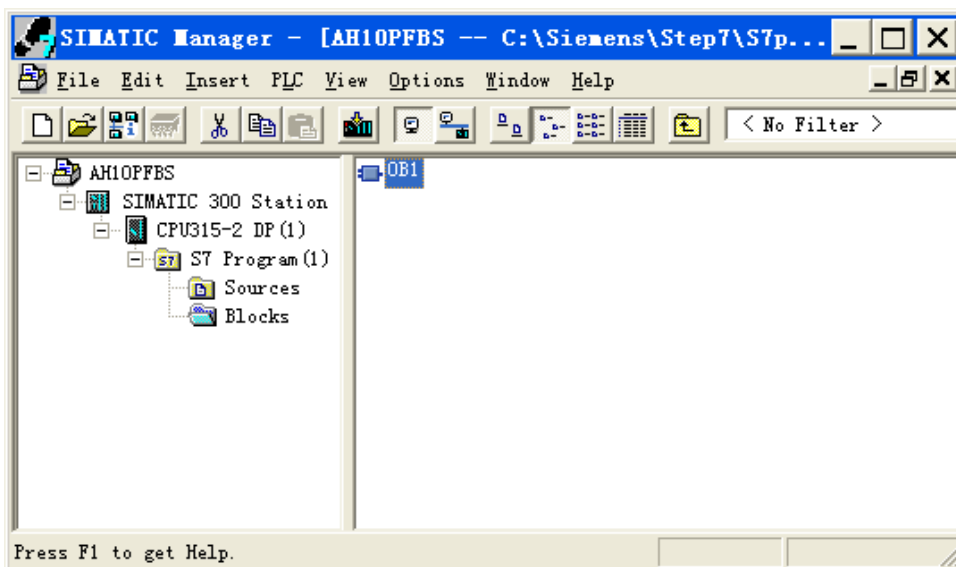 SIMATIC Manager - [AH10PFBS -- C:\Siemens\Step7\S7p...
File Edit Insert PLC View Options Window Help
< No Filter >
AH10PFBS
SIMATIC 300 Station
CPU315-2 DP(1)
S7 Program(1)
Sources
Blocks
OB1
Press F1 to get Help.